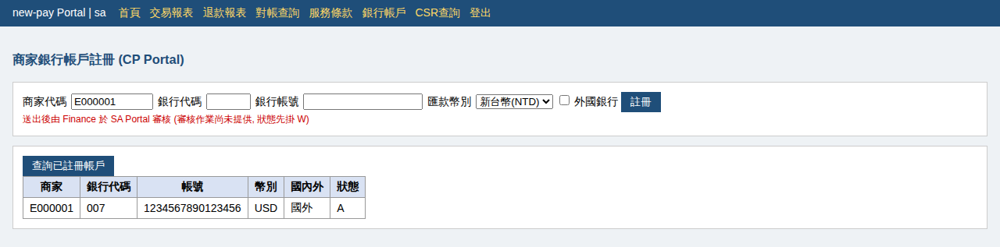 new-pay Portal | sa 首頁 交易報表 退款報表 對帳查詢 服務條款 銀行帳戶 CSR查詢 登出
商家銀行帳戶註冊 (CP Portal)
商家代碼 E000001 銀行代碼 銀行帳號 匯款幣別 新台幣(NTD) 外國銀行 註冊
送出後由 Finance 於 SA Portal 審核 (審核作業尚未提供, 狀態先掛 W)
查詢已註冊帳戶
商家 銀行代碼 帳號 幣別 國內外 狀態
E000001 007 1234567890123456 USD 國外 A